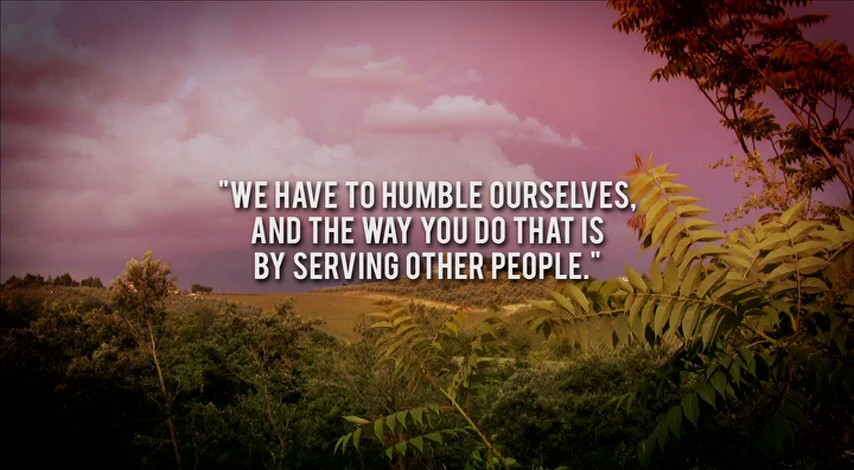 "WE HAVE TO HUMBLE OURSELVES,
AND THE WAY YOU DO THAT IS
BY SERVING OTHER PEOPLE."